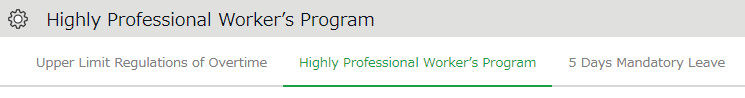 Highly Professional Worker’s Program
Upper Limit Regulations of Overtime Highly Professional Worker’s Program 5 Days Mandatory Leave